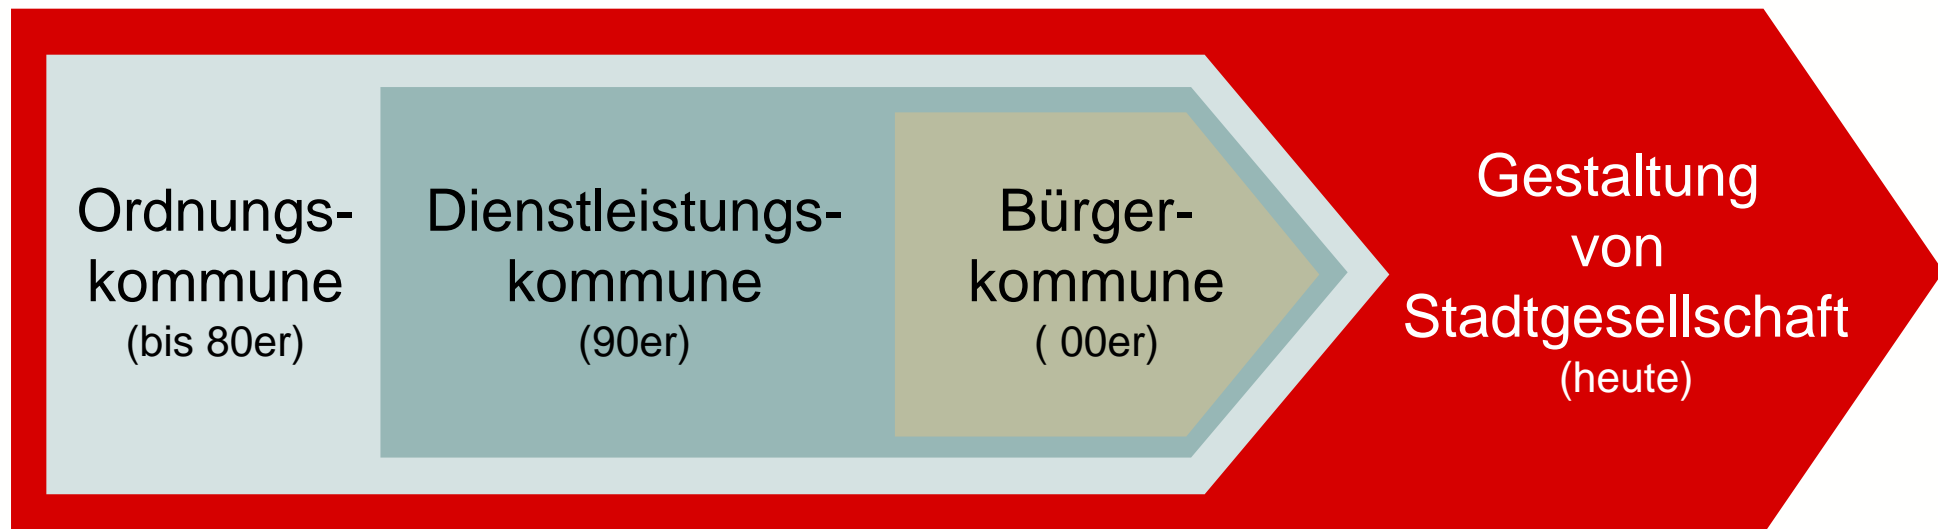 Ordnungs-
kommune
(bis 80er)
Dienstleistungs-
kommune
(90er)
Bürger-
kommune
( 00er)
Gestaltung
von
Stadtgesellschaft
(heute)